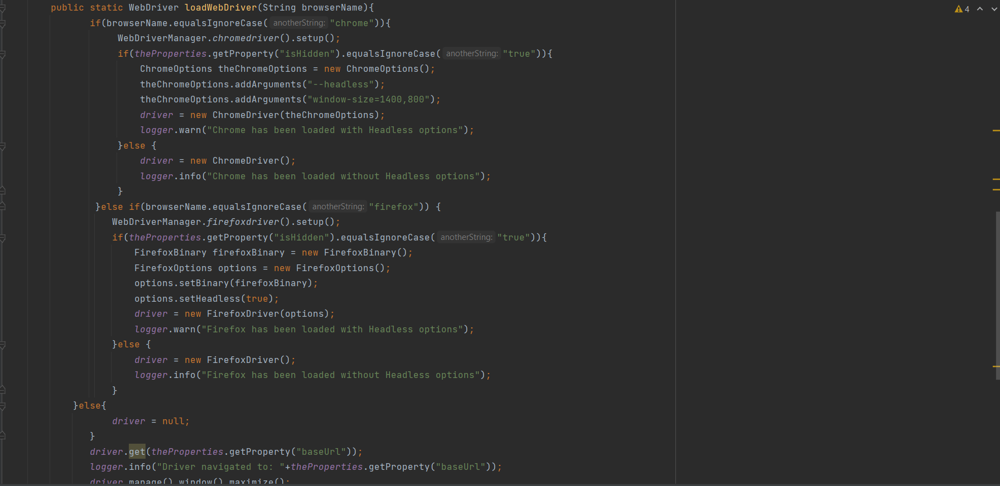 4
public static WebDriver loadWebDriver(String browserName){
if(browserName.equalsIgnoreCase( anotherString: "chrome")){
WebDriverManager.chromedriver().setup();
if(theProperties.getProperty("isHidden").equalsIgnoreCase( anotherString: "true")){
ChromeOptions theChromeOptions = new ChromeOptions();
theChromeOptions.addArguments("--headless");
theChromeOptions.addArguments("window-size=1400,800");
driver = new ChromeDriver(theChromeOptions);
logger.warn("Chrome has been loaded with Headless options");
}else {
driver = new ChromeDriver();
logger.info("Chrome has been loaded without Headless options");
}
}else if(browserName.equalsIgnoreCase( anotherString: "firefox")) {
WebDriverManager.firefoxdriver().setup();
if(theProperties.getProperty("isHidden").equalsIgnoreCase( anotherString: "true")){
FirefoxBinary firefoxBinary = new FirefoxBinary();
FirefoxOptions options = new FirefoxOptions();
options.setBinary(firefoxBinary);
options.setHeadless(true);
driver = new FirefoxDriver(options);
logger.warn("Firefox has been loaded with Headless options");
}else {
driver = new FirefoxDriver();
logger.info("Firefox has been loaded without Headless options");
}
}else{
driver = null;
}
driver.get(theProperties.getProperty("baseUrl"));
logger.info("Driver navigated to: "+theProperties.getProperty("baseUrl"));
driver.manage().window().maximize();